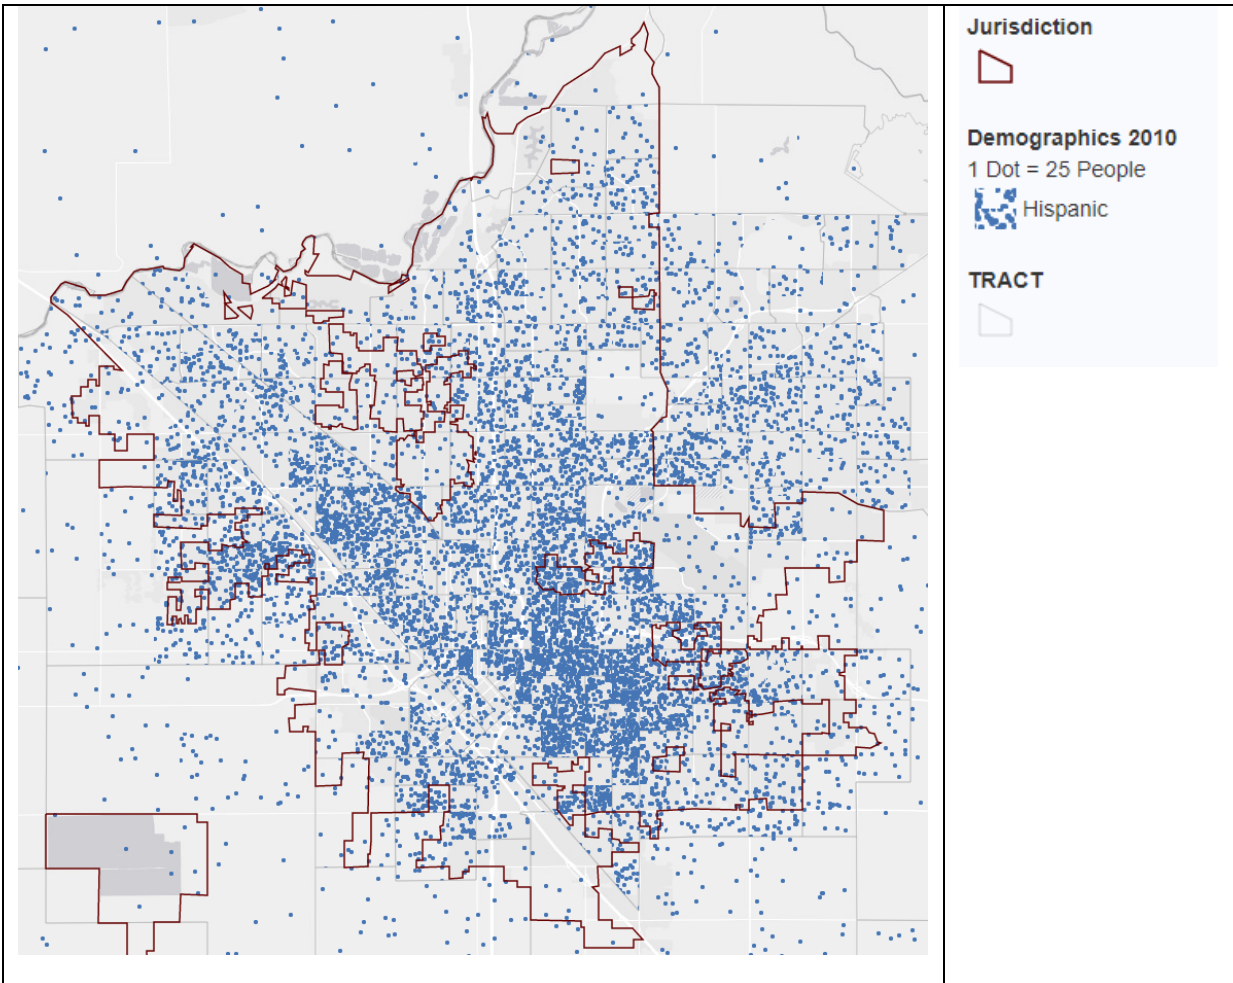 Jurisdiction
Demographics 2010
1 Dot = 25 People
Hispanic
TRACT